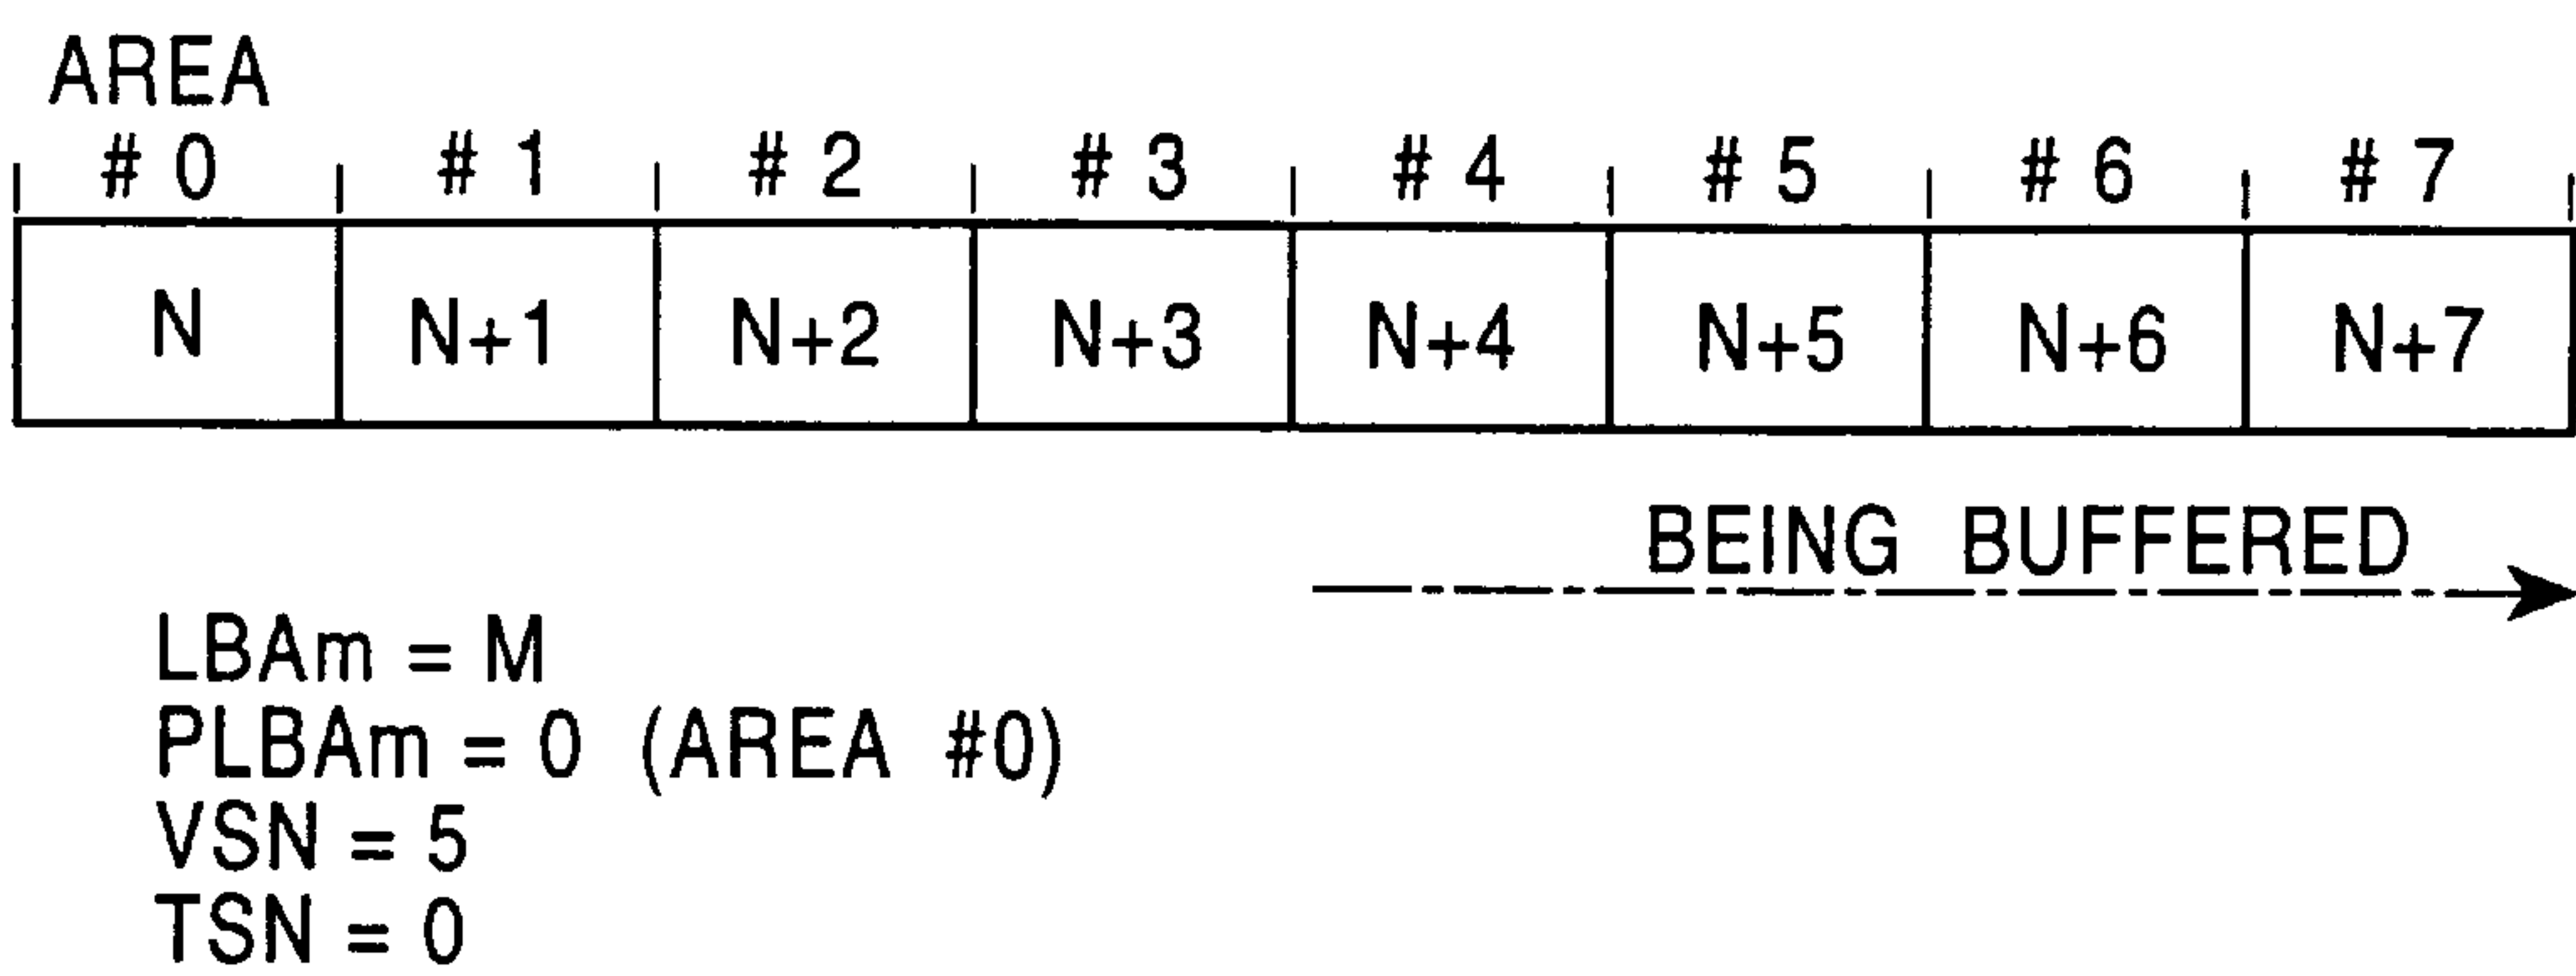 AREA
# 0 # 1 # 2 # 3 # 4 # 5 # 6 # 7
N N+1 N+2 N+3 N+4 N+5 N+6 N+7
BEING BUFFERED
LBAm = M
PLBAm = 0 (AREA #0)
VSN = 5
TSN = 0